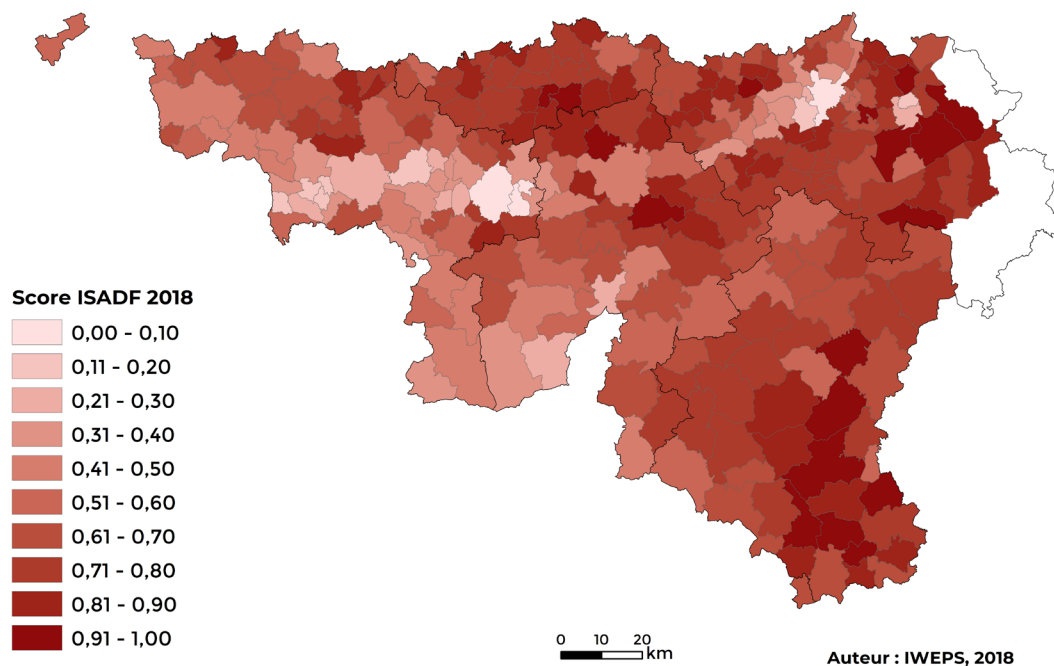 Score ISADF 2018
0,00 - 0,10
0,11 - 0,20
0,21 - 0,30
0,31 - 0,40
0,41 - 0,50
0,51 - 0,60
0,61 - 0,70
0,71 - 0,80
0,81 - 0,90
0,91 - 1,00
0 10 20
km
Auteur : IWEPS, 2018